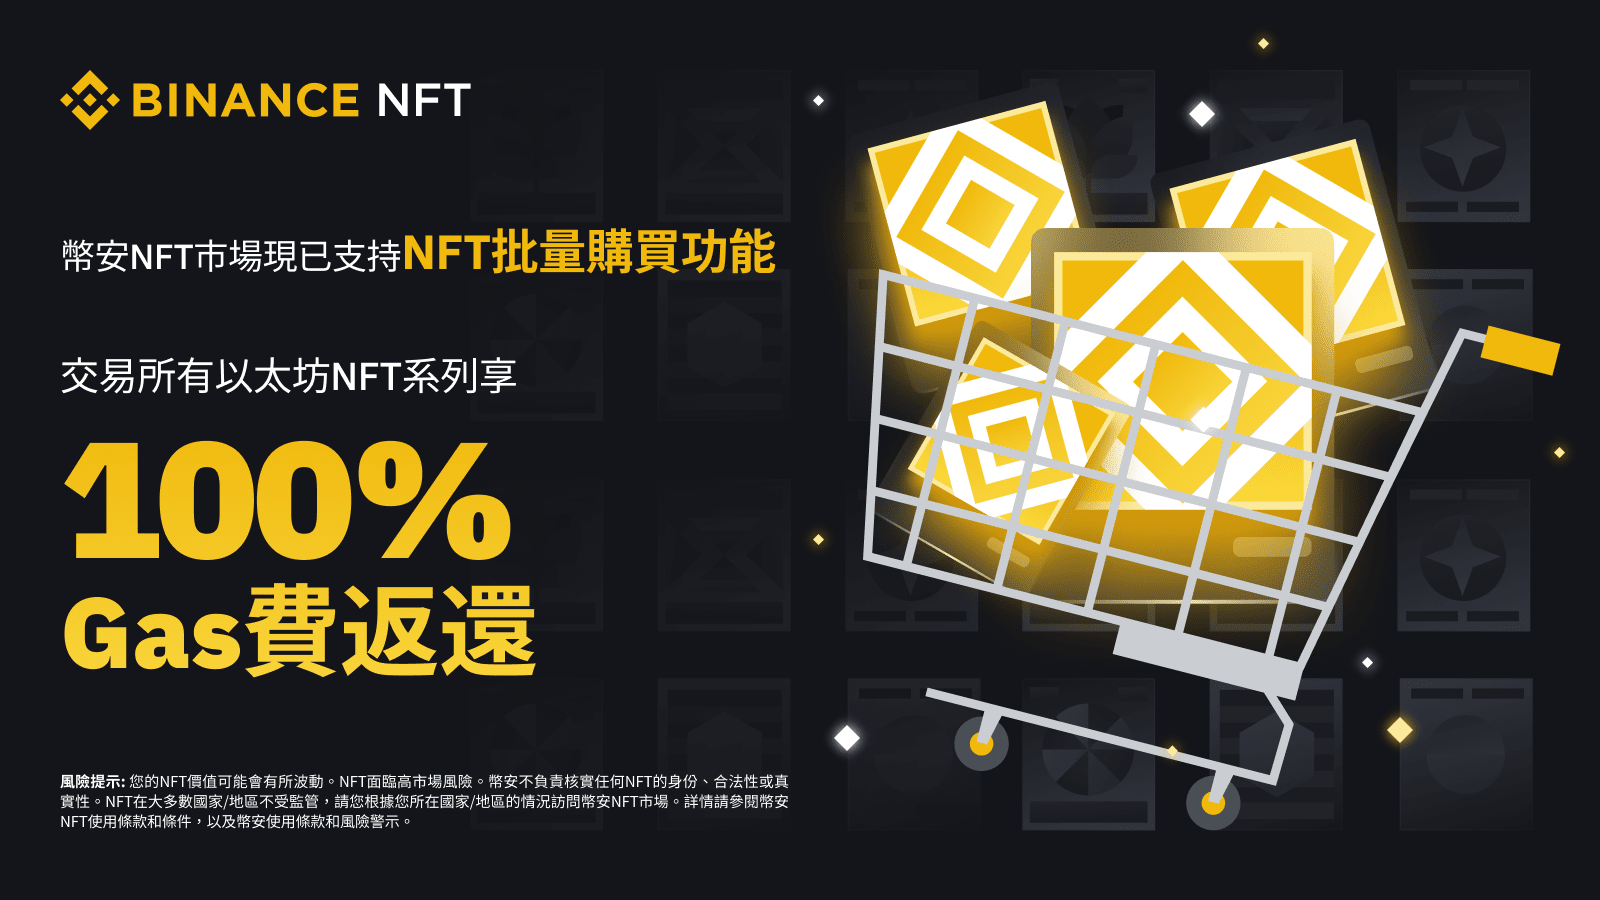 BINANCE NFT
幣安NFT市場現已支持NFT批量購買功能
交易所有以太坊NFT系列享
100%
Gas費返還
風險提示: 您的NFT價值可能會有所波動。NFT面臨高市場風險。幣安不負責核實任何NFT的身份、合法性或真
實性。NFT在大多數國家/地區不受監管，請您根據您所在國家/地區的情況訪問幣安NFT市場。詳情請參閱幣安
NFT使用條款和條件，以及幣安使用條款和風險警示。